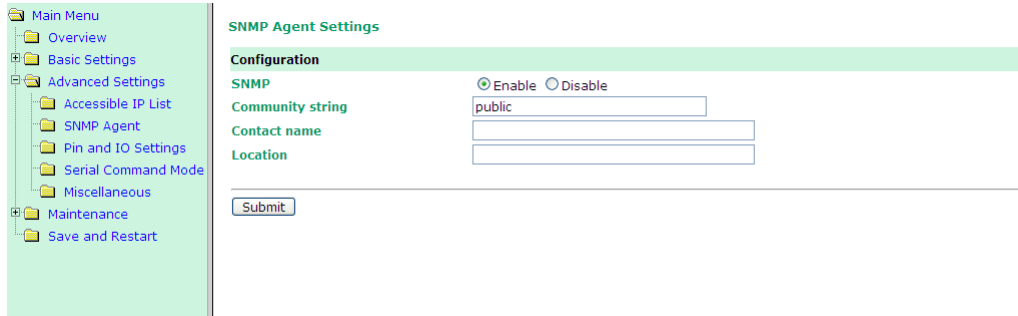 Main Menu
Overview
Basic Settings
Advanced Settings
Accessible IP List
SNMP Agent
Pin and IO Settings
Serial Command Mode
Miscellaneous
Maintenance
Save and Restart
SNMP Agent Settings
Configuration
SNMP Enable Disable
Community string public
Contact name
Location
Submit